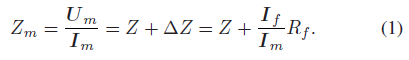 Z_m = \frac{U_m}{I_m} = Z + \Delta Z = Z + \frac{I_f}{I_m} R_f. (1)